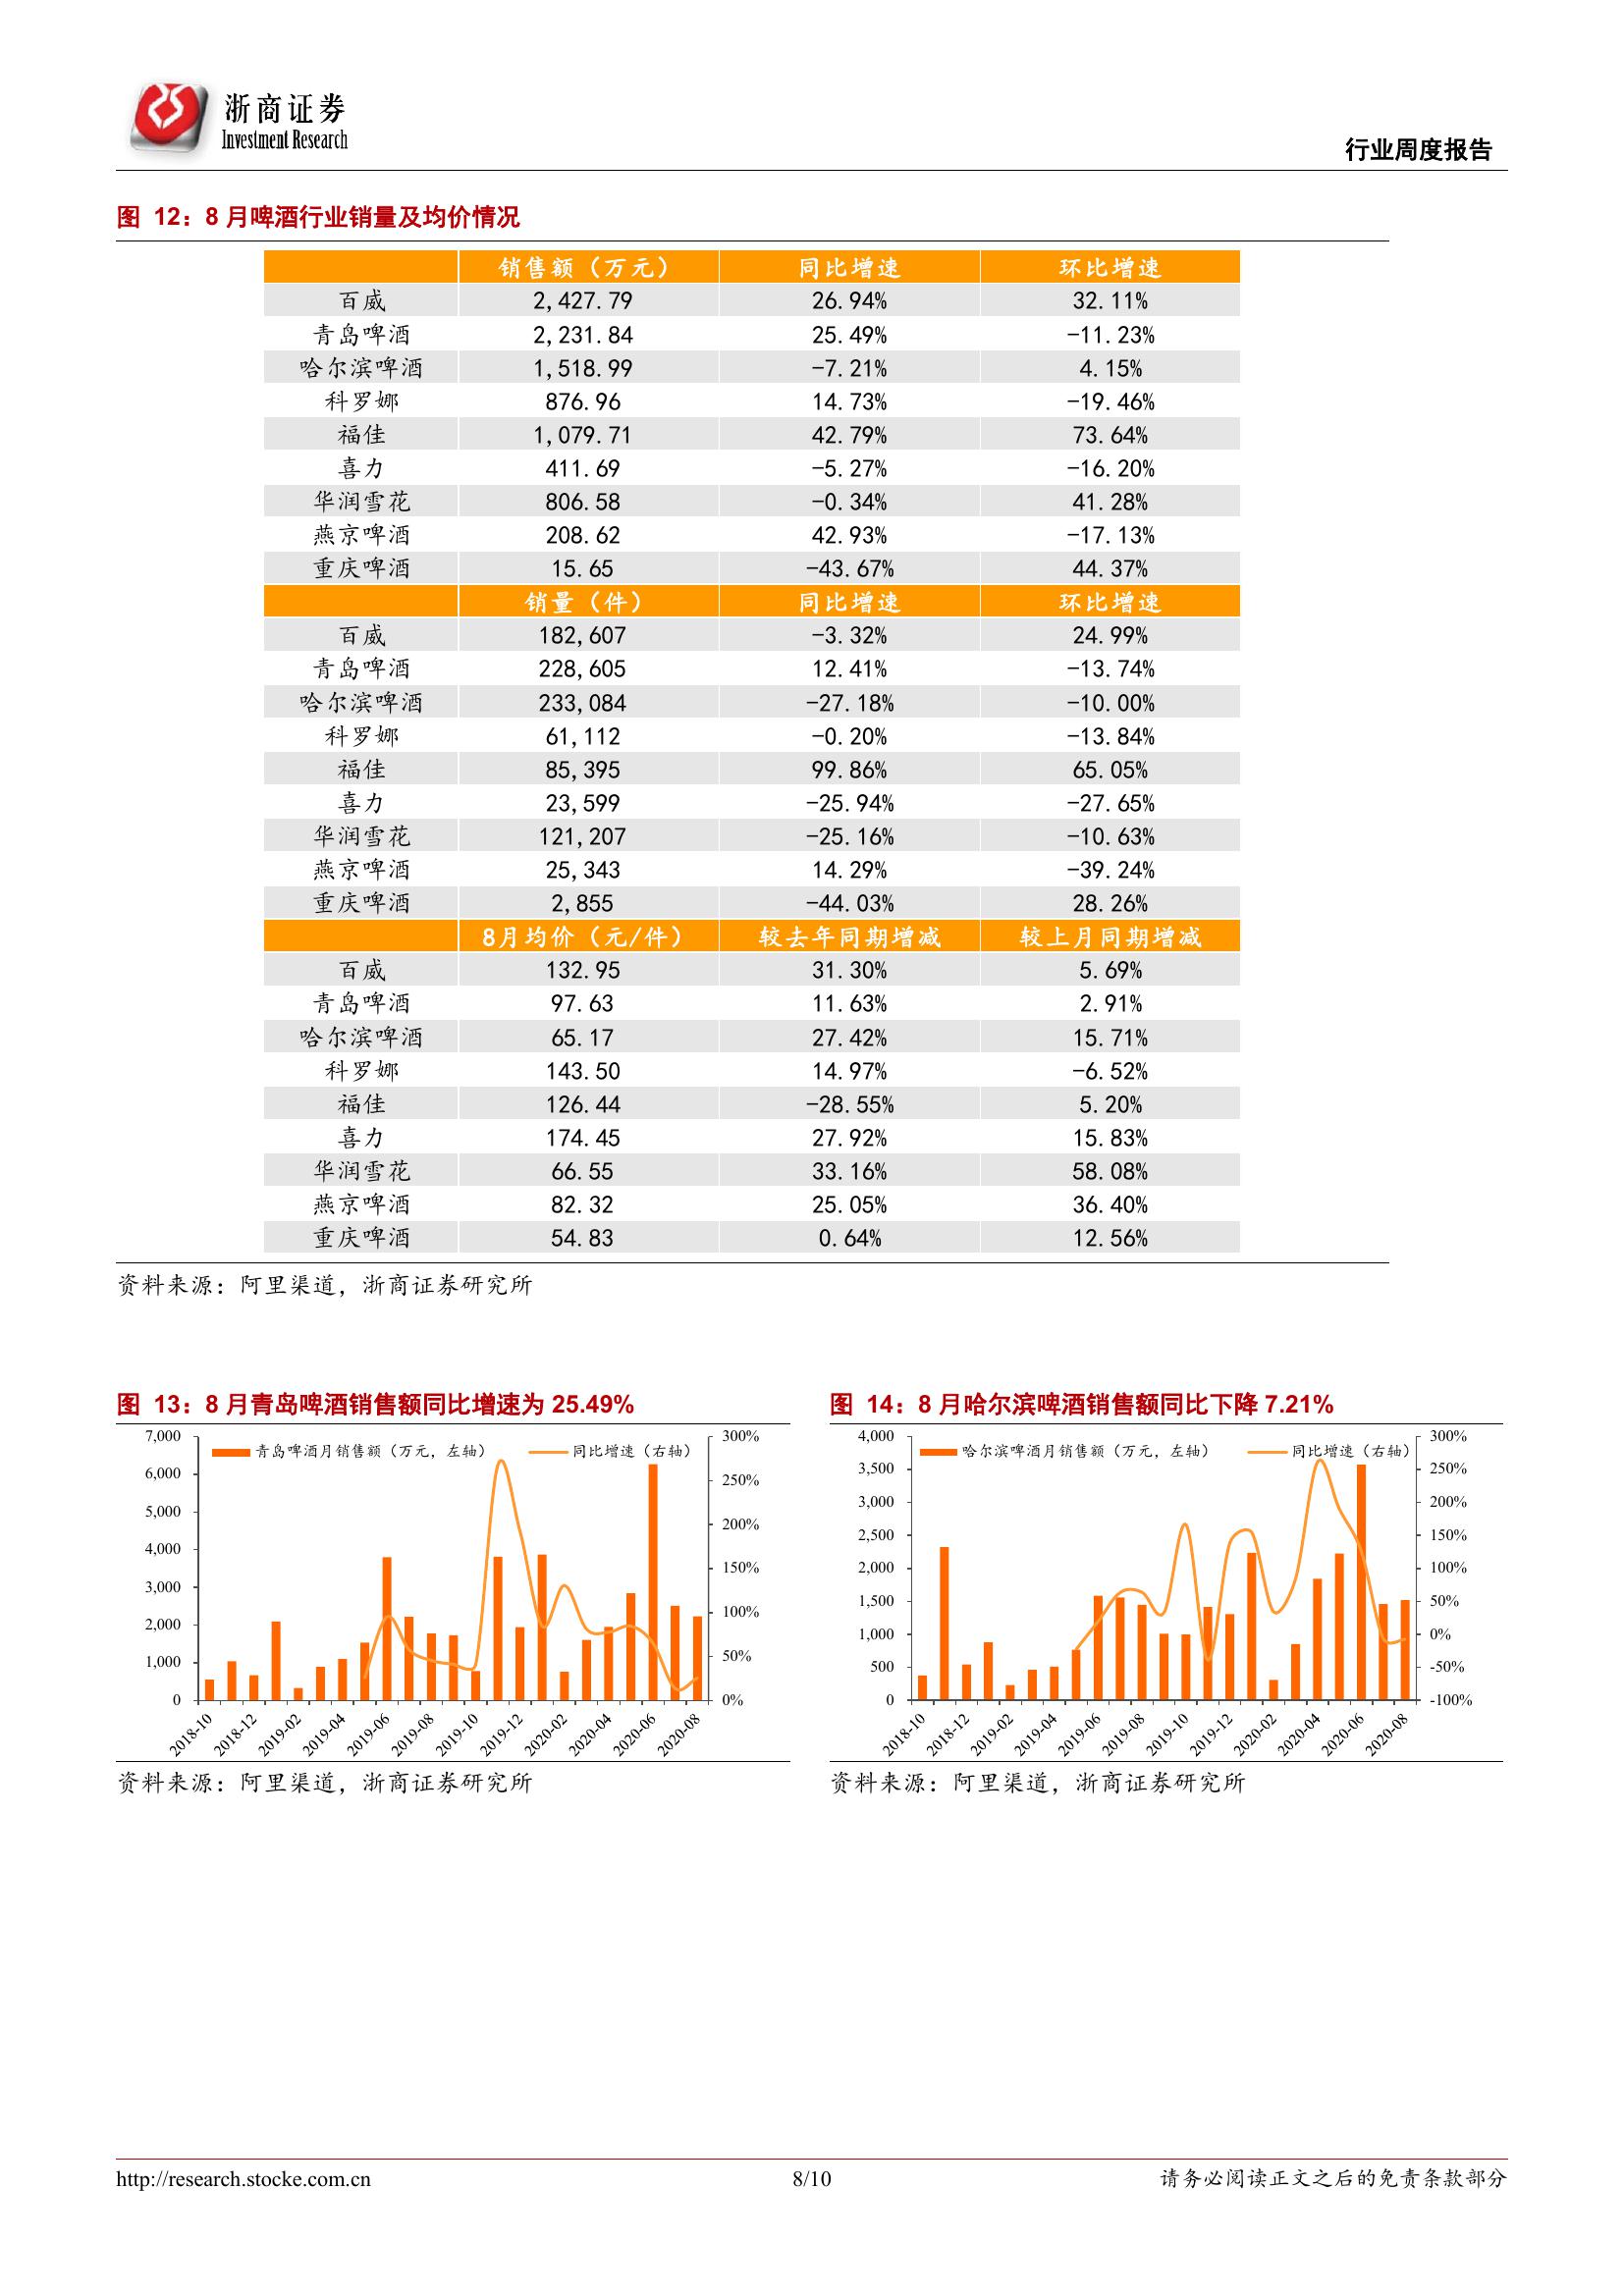 浙商证券
Investment Research
行业周度报告
图 12：8 月啤酒行业销量及均价情况
销售额（万元） 同比增速 环比增速
百威 2,427.79 26.94% 32.11%
青岛啤酒 2,231.84 25.49% -11.23%
哈尔滨啤酒 1,518.99 -7.21% 4.15%
科罗娜 876.96 14.73% -19.46%
福佳 1,079.71 42.79% 73.64%
喜力 411.69 -5.27% -16.20%
华润雪花 806.58 -0.34% 41.28%
燕京啤酒 208.62 42.93% -17.13%
重庆啤酒 15.65 -43.67% 44.37%
销量（件） 同比增速 环比增速
百威 182,607 -3.32% 24.99%
青岛啤酒 228,605 12.41% -13.74%
哈尔滨啤酒 233,084 -27.18% -10.00%
科罗娜 61,112 -0.20% -13.84%
福佳 85,395 99.86% 65.05%
喜力 23,599 -25.94% -27.65%
华润雪花 121,207 -25.16% -10.63%
燕京啤酒 25,343 14.29% -39.24%
重庆啤酒 2,855 -44.03% 28.26%
8月均价（元/件） 较去年同期增减 较上月同期增减
百威 132.95 31.30% 5.69%
青岛啤酒 97.63 11.63% 2.91%
哈尔滨啤酒 65.17 27.42% 15.71%
科罗娜 143.50 14.97% -6.52%
福佳 126.44 -28.55% 5.20%
喜力 174.45 27.92% 15.83%
华润雪花 66.55 33.16% 58.08%
燕京啤酒 82.32 25.05% 36.40%
重庆啤酒 54.83 0.64% 12.56%
资料来源：阿里渠道，浙商证券研究所
图 13：8 月青岛啤酒销售额同比增速为 25.49%
青岛啤酒月销售额（万元，左轴） 同比增速（右轴）
7,000
6,000
5,000
4,000
3,000
2,000
1,000
0
300%
250%
200%
150%
100%
50%
0%
2018-10 2018-12 2019-02 2019-04 2019-06 2019-08 2019-10 2019-12 2020-02 2020-04 2020-06 2020-08
资料来源：阿里渠道，浙商证券研究所
图 14：8 月哈尔滨啤酒销售额同比下降 7.21%
哈尔滨啤酒月销售额（万元，左轴） 同比增速（右轴）
4,000
3,500
3,000
2,500
2,000
1,500
1,000
500
0
300%
250%
200%
150%
100%
50%
0%
-50%
-100%
2018-10 2018-12 2019-02 2019-04 2019-06 2019-08 2019-10 2019-12 2020-02 2020-04 2020-06 2020-08
资料来源：阿里渠道，浙商证券研究所
http://research.stocke.com.cn 8/10 请务必阅读正文之后的免责条款部分